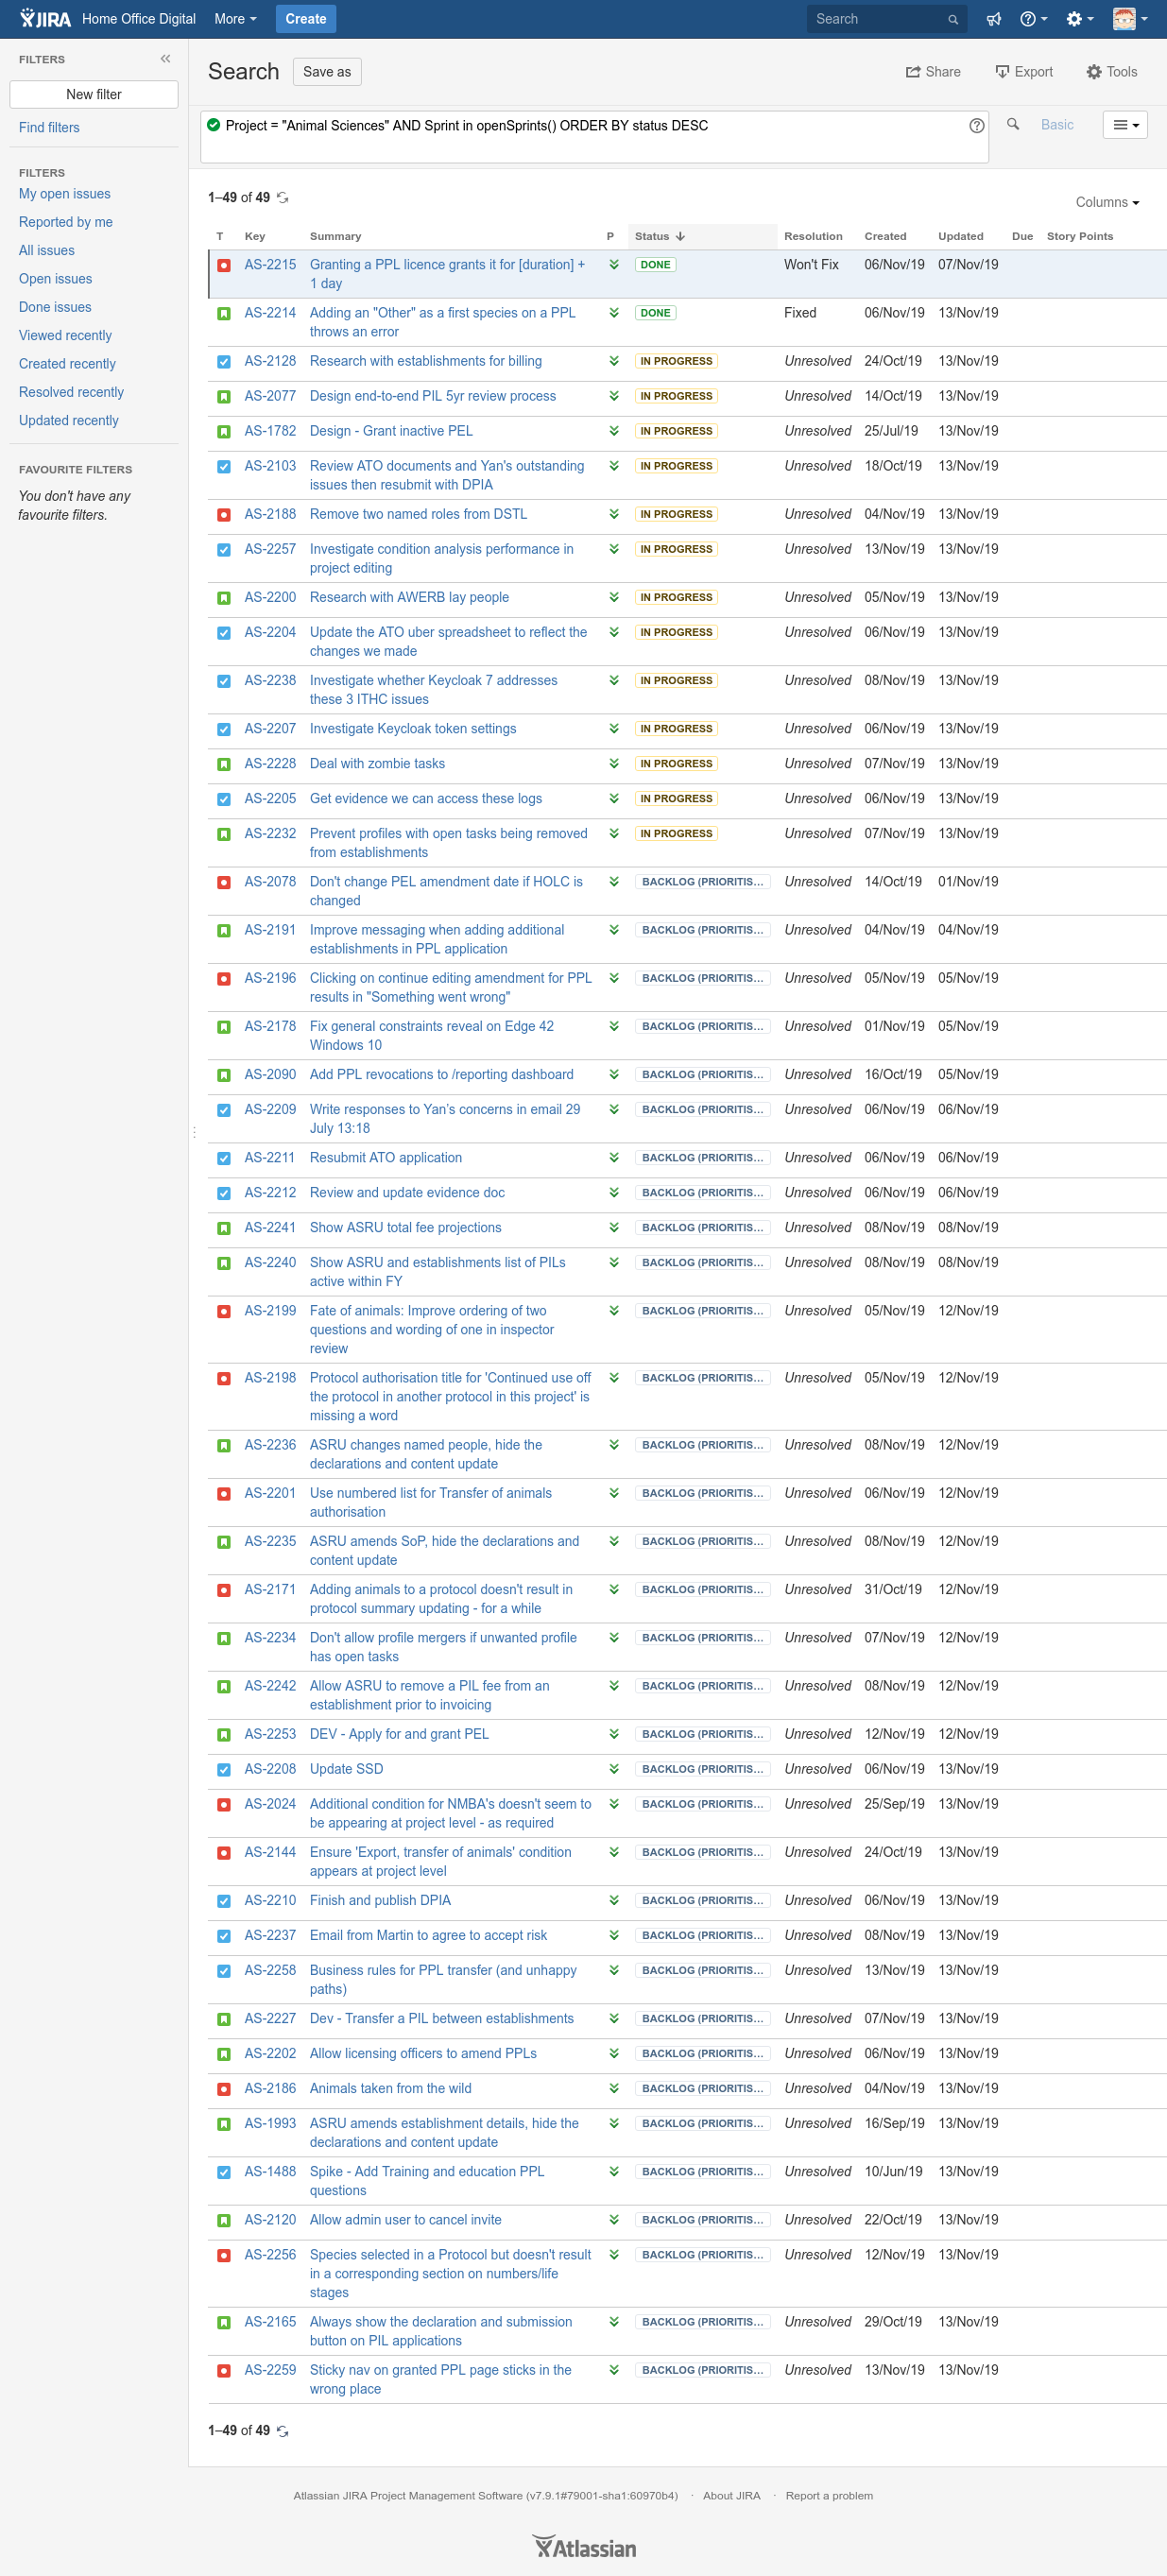 JIRA Home Office Digital More Create Search
FILTERS
New filter
Find filters
FILTERS
My open issues
Reported by me
All issues
Open issues
Done issues
Viewed recently
Created recently
Resolved recently
Updated recently
FAVOURITE FILTERS
You don't have any
favourite filters.
Search Save as Share Export Tools
Project = "Animal Sciences" AND Sprint in openSprints() ORDER BY status DESC Basic
1–49 of 49
Columns
T Key Summary P Status Resolution Created Updated Due Story Points
AS-2215 Granting a PPL licence grants it for [duration] + DONE Won't Fix 06/Nov/19 07/Nov/19
1 day
AS-2214 Adding an "Other" as a first species on a PPL DONE Fixed 06/Nov/19 13/Nov/19
throws an error
AS-2128 Research with establishments for billing IN PROGRESS Unresolved 24/Oct/19 13/Nov/19
AS-2077 Design end-to-end PIL 5yr review process IN PROGRESS Unresolved 14/Oct/19 13/Nov/19
AS-1782 Design - Grant inactive PEL IN PROGRESS Unresolved 25/Jul/19 13/Nov/19
AS-2103 Review ATO documents and Yan's outstanding IN PROGRESS Unresolved 18/Oct/19 13/Nov/19
issues then resubmit with DPIA
AS-2188 Remove two named roles from DSTL IN PROGRESS Unresolved 04/Nov/19 13/Nov/19
AS-2257 Investigate condition analysis performance in IN PROGRESS Unresolved 13/Nov/19 13/Nov/19
project editing
AS-2200 Research with AWERB lay people IN PROGRESS Unresolved 05/Nov/19 13/Nov/19
AS-2204 Update the ATO uber spreadsheet to reflect the IN PROGRESS Unresolved 06/Nov/19 13/Nov/19
changes we made
AS-2238 Investigate whether Keycloak 7 addresses IN PROGRESS Unresolved 08/Nov/19 13/Nov/19
these 3 ITHC issues
AS-2207 Investigate Keycloak token settings IN PROGRESS Unresolved 06/Nov/19 13/Nov/19
AS-2228 Deal with zombie tasks IN PROGRESS Unresolved 07/Nov/19 13/Nov/19
AS-2205 Get evidence we can access these logs IN PROGRESS Unresolved 06/Nov/19 13/Nov/19
AS-2232 Prevent profiles with open tasks being removed IN PROGRESS Unresolved 07/Nov/19 13/Nov/19
from establishments
AS-2078 Don't change PEL amendment date if HOLC is BACKLOG (PRIORITIS... Unresolved 14/Oct/19 01/Nov/19
changed
AS-2191 Improve messaging when adding additional BACKLOG (PRIORITIS... Unresolved 04/Nov/19 04/Nov/19
establishments in PPL application
AS-2196 Clicking on continue editing amendment for PPL BACKLOG (PRIORITIS... Unresolved 05/Nov/19 05/Nov/19
results in "Something went wrong"
AS-2178 Fix general constraints reveal on Edge 42 BACKLOG (PRIORITIS... Unresolved 01/Nov/19 05/Nov/19
Windows 10
AS-2090 Add PPL revocations to /reporting dashboard BACKLOG (PRIORITIS... Unresolved 16/Oct/19 05/Nov/19
AS-2209 Write responses to Yan's concerns in email 29 BACKLOG (PRIORITIS... Unresolved 06/Nov/19 06/Nov/19
July 13:18
AS-2211 Resubmit ATO application BACKLOG (PRIORITIS... Unresolved 06/Nov/19 06/Nov/19
AS-2212 Review and update evidence doc BACKLOG (PRIORITIS... Unresolved 06/Nov/19 06/Nov/19
AS-2241 Show ASRU total fee projections BACKLOG (PRIORITIS... Unresolved 08/Nov/19 08/Nov/19
AS-2240 Show ASRU and establishments list of PILs BACKLOG (PRIORITIS... Unresolved 08/Nov/19 08/Nov/19
active within FY
AS-2199 Fate of animals: Improve ordering of two BACKLOG (PRIORITIS... Unresolved 05/Nov/19 12/Nov/19
questions and wording of one in inspector
review
AS-2198 Protocol authorisation title for 'Continued use off BACKLOG (PRIORITIS... Unresolved 05/Nov/19 12/Nov/19
the protocol in another protocol in this project' is
missing a word
AS-2236 ASRU changes named people, hide the BACKLOG (PRIORITIS... Unresolved 08/Nov/19 12/Nov/19
declarations and content update
AS-2201 Use numbered list for Transfer of animals BACKLOG (PRIORITIS... Unresolved 06/Nov/19 12/Nov/19
authorisation
AS-2235 ASRU amends SoP, hide the declarations and BACKLOG (PRIORITIS... Unresolved 08/Nov/19 12/Nov/19
content update
AS-2171 Adding animals to a protocol doesn't result in BACKLOG (PRIORITIS... Unresolved 31/Oct/19 12/Nov/19
protocol summary updating - for a while
AS-2234 Don't allow profile mergers if unwanted profile BACKLOG (PRIORITIS... Unresolved 07/Nov/19 12/Nov/19
has open tasks
AS-2242 Allow ASRU to remove a PIL fee from an BACKLOG (PRIORITIS... Unresolved 08/Nov/19 12/Nov/19
establishment prior to invoicing
AS-2253 DEV - Apply for and grant PEL BACKLOG (PRIORITIS... Unresolved 12/Nov/19 12/Nov/19
AS-2208 Update SSD BACKLOG (PRIORITIS... Unresolved 06/Nov/19 13/Nov/19
AS-2024 Additional condition for NMBA's doesn't seem to BACKLOG (PRIORITIS... Unresolved 25/Sep/19 13/Nov/19
be appearing at project level - as required
AS-2144 Ensure 'Export, transfer of animals' condition BACKLOG (PRIORITIS... Unresolved 24/Oct/19 13/Nov/19
appears at project level
AS-2210 Finish and publish DPIA BACKLOG (PRIORITIS... Unresolved 06/Nov/19 13/Nov/19
AS-2237 Email from Martin to agree to accept risk BACKLOG (PRIORITIS... Unresolved 08/Nov/19 13/Nov/19
AS-2258 Business rules for PPL transfer (and unhappy BACKLOG (PRIORITIS... Unresolved 13/Nov/19 13/Nov/19
paths)
AS-2227 Dev - Transfer a PIL between establishments BACKLOG (PRIORITIS... Unresolved 07/Nov/19 13/Nov/19
AS-2202 Allow licensing officers to amend PPLs BACKLOG (PRIORITIS... Unresolved 06/Nov/19 13/Nov/19
AS-2186 Animals taken from the wild BACKLOG (PRIORITIS... Unresolved 04/Nov/19 13/Nov/19
AS-1993 ASRU amends establishment details, hide the BACKLOG (PRIORITIS... Unresolved 16/Sep/19 13/Nov/19
declarations and content update
AS-1488 Spike - Add Training and education PPL BACKLOG (PRIORITIS... Unresolved 10/Jun/19 13/Nov/19
questions
AS-2120 Allow admin user to cancel invite BACKLOG (PRIORITIS... Unresolved 22/Oct/19 13/Nov/19
AS-2256 Species selected in a Protocol but doesn't result BACKLOG (PRIORITIS... Unresolved 12/Nov/19 13/Nov/19
in a corresponding section on numbers/life
stages
AS-2165 Always show the declaration and submission BACKLOG (PRIORITIS... Unresolved 29/Oct/19 13/Nov/19
button on PIL applications
AS-2259 Sticky nav on granted PPL page sticks in the BACKLOG (PRIORITIS... Unresolved 13/Nov/19 13/Nov/19
wrong place
1–49 of 49
Atlassian JIRA Project Management Software (v7.9.1#79001-sha1:60970b4) · About JIRA · Report a problem
Atlassian